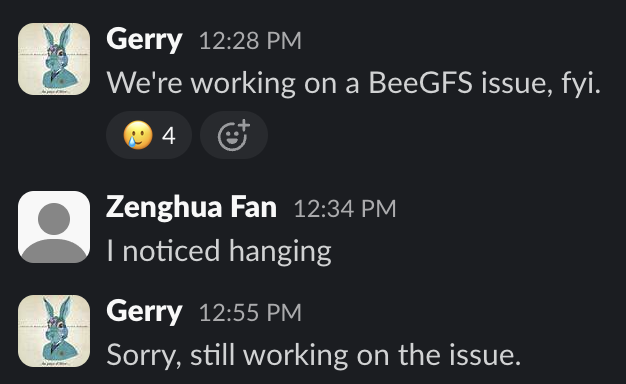 Gerry 12:28 PM
We're working on a BeeGFS issue, fyi.
4
Zenghua Fan 12:34 PM
I noticed hanging
Gerry 12:55 PM
Sorry, still working on the issue.